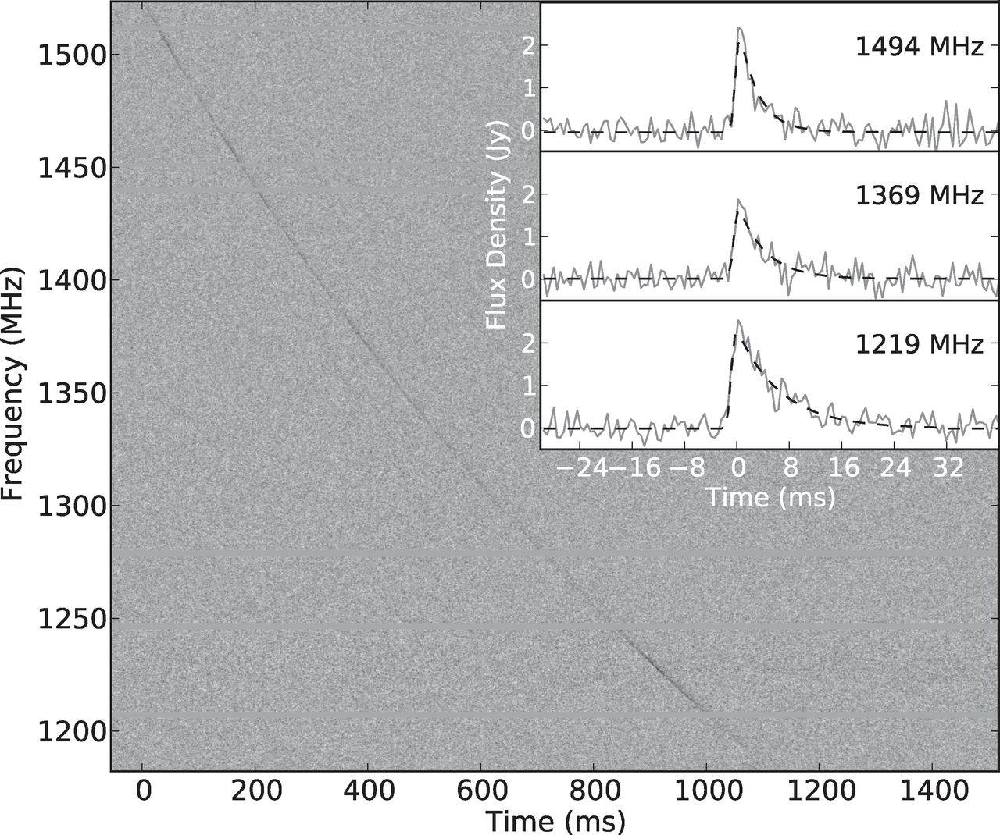 1500
1450
1400
1350
1300
1250
1200
Frequency (MHz)
0 200 400 600 800 1000 1200 1400
Time (ms)
Flux Density (Jy)
2
1
0
1494 MHz
2
1
0
1369 MHz
2
1
0
1219 MHz
−24 −16 −8 0 8 16 24 32
Time (ms)